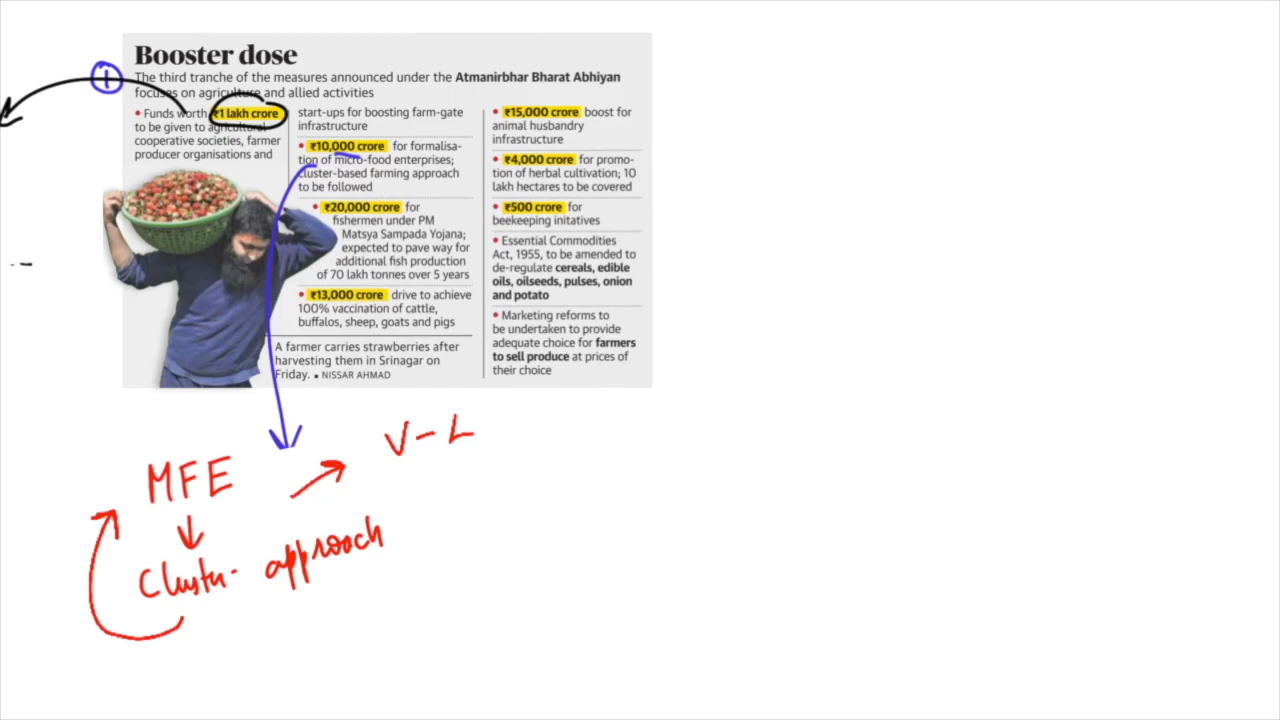 Booster dose
The third tranche of the measures announced under the Atmanirbhar Bharat Abhiyan
focuses on agriculture and allied activities
1
• Funds worth ₹1 lakh crore
to be given to agricultural
cooperative societies, farmer
producer organisations and
start-ups for boosting farm-gate
infrastructure
• ₹10,000 crore for formalisa-
tion of micro-food enterprises;
cluster-based farming approach
to be followed
• ₹20,000 crore for
fishermen under PM
Matsya Sampada Yojana;
expected to pave way for
additional fish production
of 70 lakh tonnes over 5 years
• ₹13,000 crore drive to achieve
100% vaccination of cattle,
buffalos, sheep, goats and pigs
A farmer carries strawberries after
harvesting them in Srinagar on
Friday. • NISSAR AHMAD
• ₹15,000 crore boost for
animal husbandry
infrastructure
• ₹4,000 crore for promo-
tion of herbal cultivation; 10
lakh hectares to be covered
• ₹500 crore for
beekeeping initatives
• Essential Commodities
Act, 1955, to be amended to
de-regulate cereals, edible
oils, oilseeds, pulses, onion
and potato
• Marketing reforms to
be undertaken to provide
adequate choice for farmers
to sell produce at prices of
their choice
MFE
V-L
Cluster approach